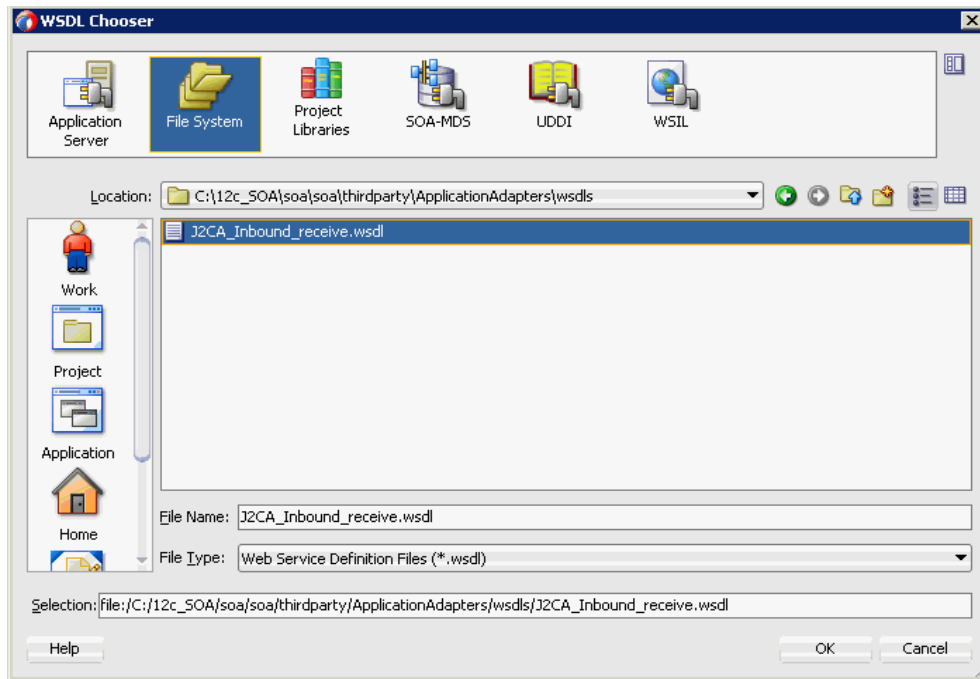 WSDL Chooser
Application
Server
File System
Project
Libraries
SOA-MDS
UDDI
WSIL
Location: C:\12c_SOA\soa\soa\thirdparty\ApplicationAdapters\wsdls
J2CA_Inbound_receive.wsdl
Work
Project
Application
Home
File Name: J2CA_Inbound_receive.wsdl
File Type: Web Service Definition Files (*.wsdl)
Selection: file:/C:/12c_SOA/soa/soa/thirdparty/ApplicationAdapters/wsdls/J2CA_Inbound_receive.wsdl
Help
OK
Cancel